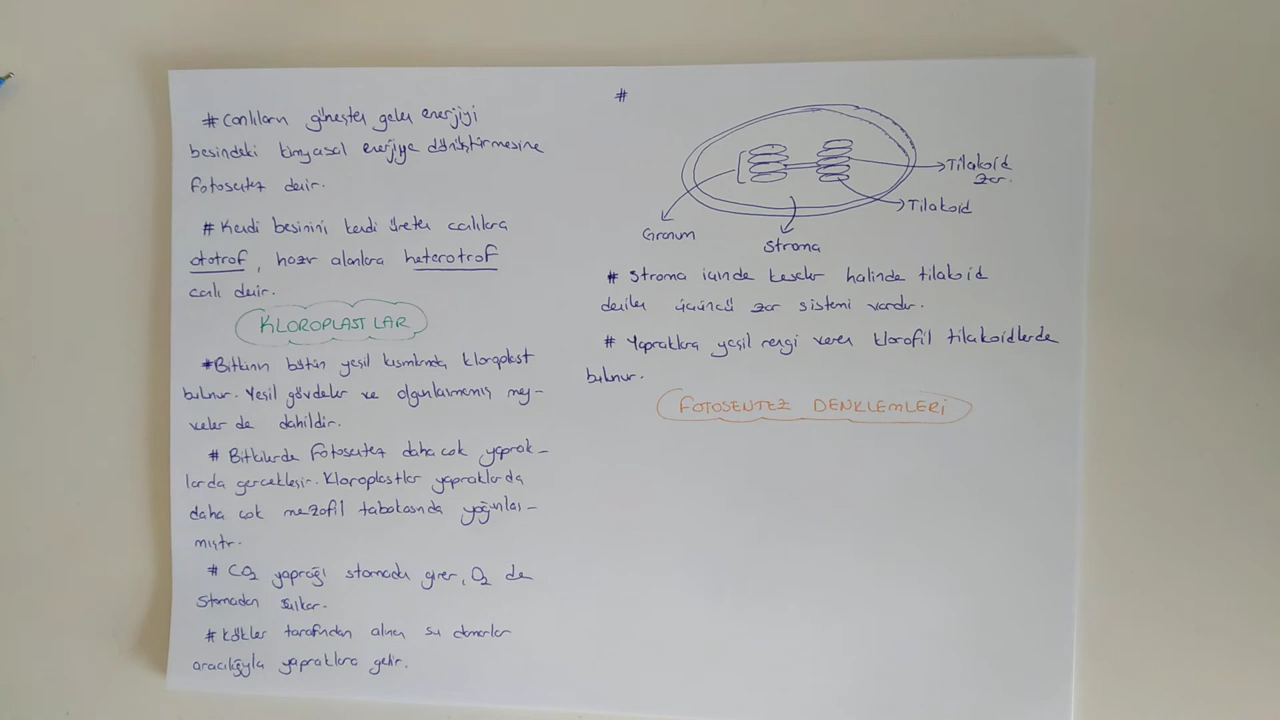 # Canlıların güneşten gelen enerjiyi
besindeki kimyasal enerjiye dönüştürmesine
fotosentez denir.
# Kendi besinini kendi üreten canlılara
ototrof, hazır alanlara heterotrof
canlı denir.
KLOROPLASTLAR
# Bitkinin bütün yeşil kısımlarında kloroplast
bulunur. Yeşil gövdeler ve olgunlaşmamış mey-
veler de dahildir.
# Bitkilerde fotosentez daha çok yaprak-
larda gerçekleşir. Kloroplastlar yapraklarda
daha çok mezofil tabakasında yoğunlaş-
mıştır.
# CO₂ yaprağı stomadan girer, O₂ de
stomadan
# Kökler tarafından alınan su damarlar
aracılığıyla yapraklara gelir.
#
Tilakoid
zar.
Tilakoid
Granum
Stroma
# Stroma içinde keseler halinde tilakoid
denilen üçüncü zar sistemi vardır.
# Yapraklara yeşil rengi veren klorofil tilakoidlerde
bulunur.
FOTOSENTEZ DENKLEMLERİ